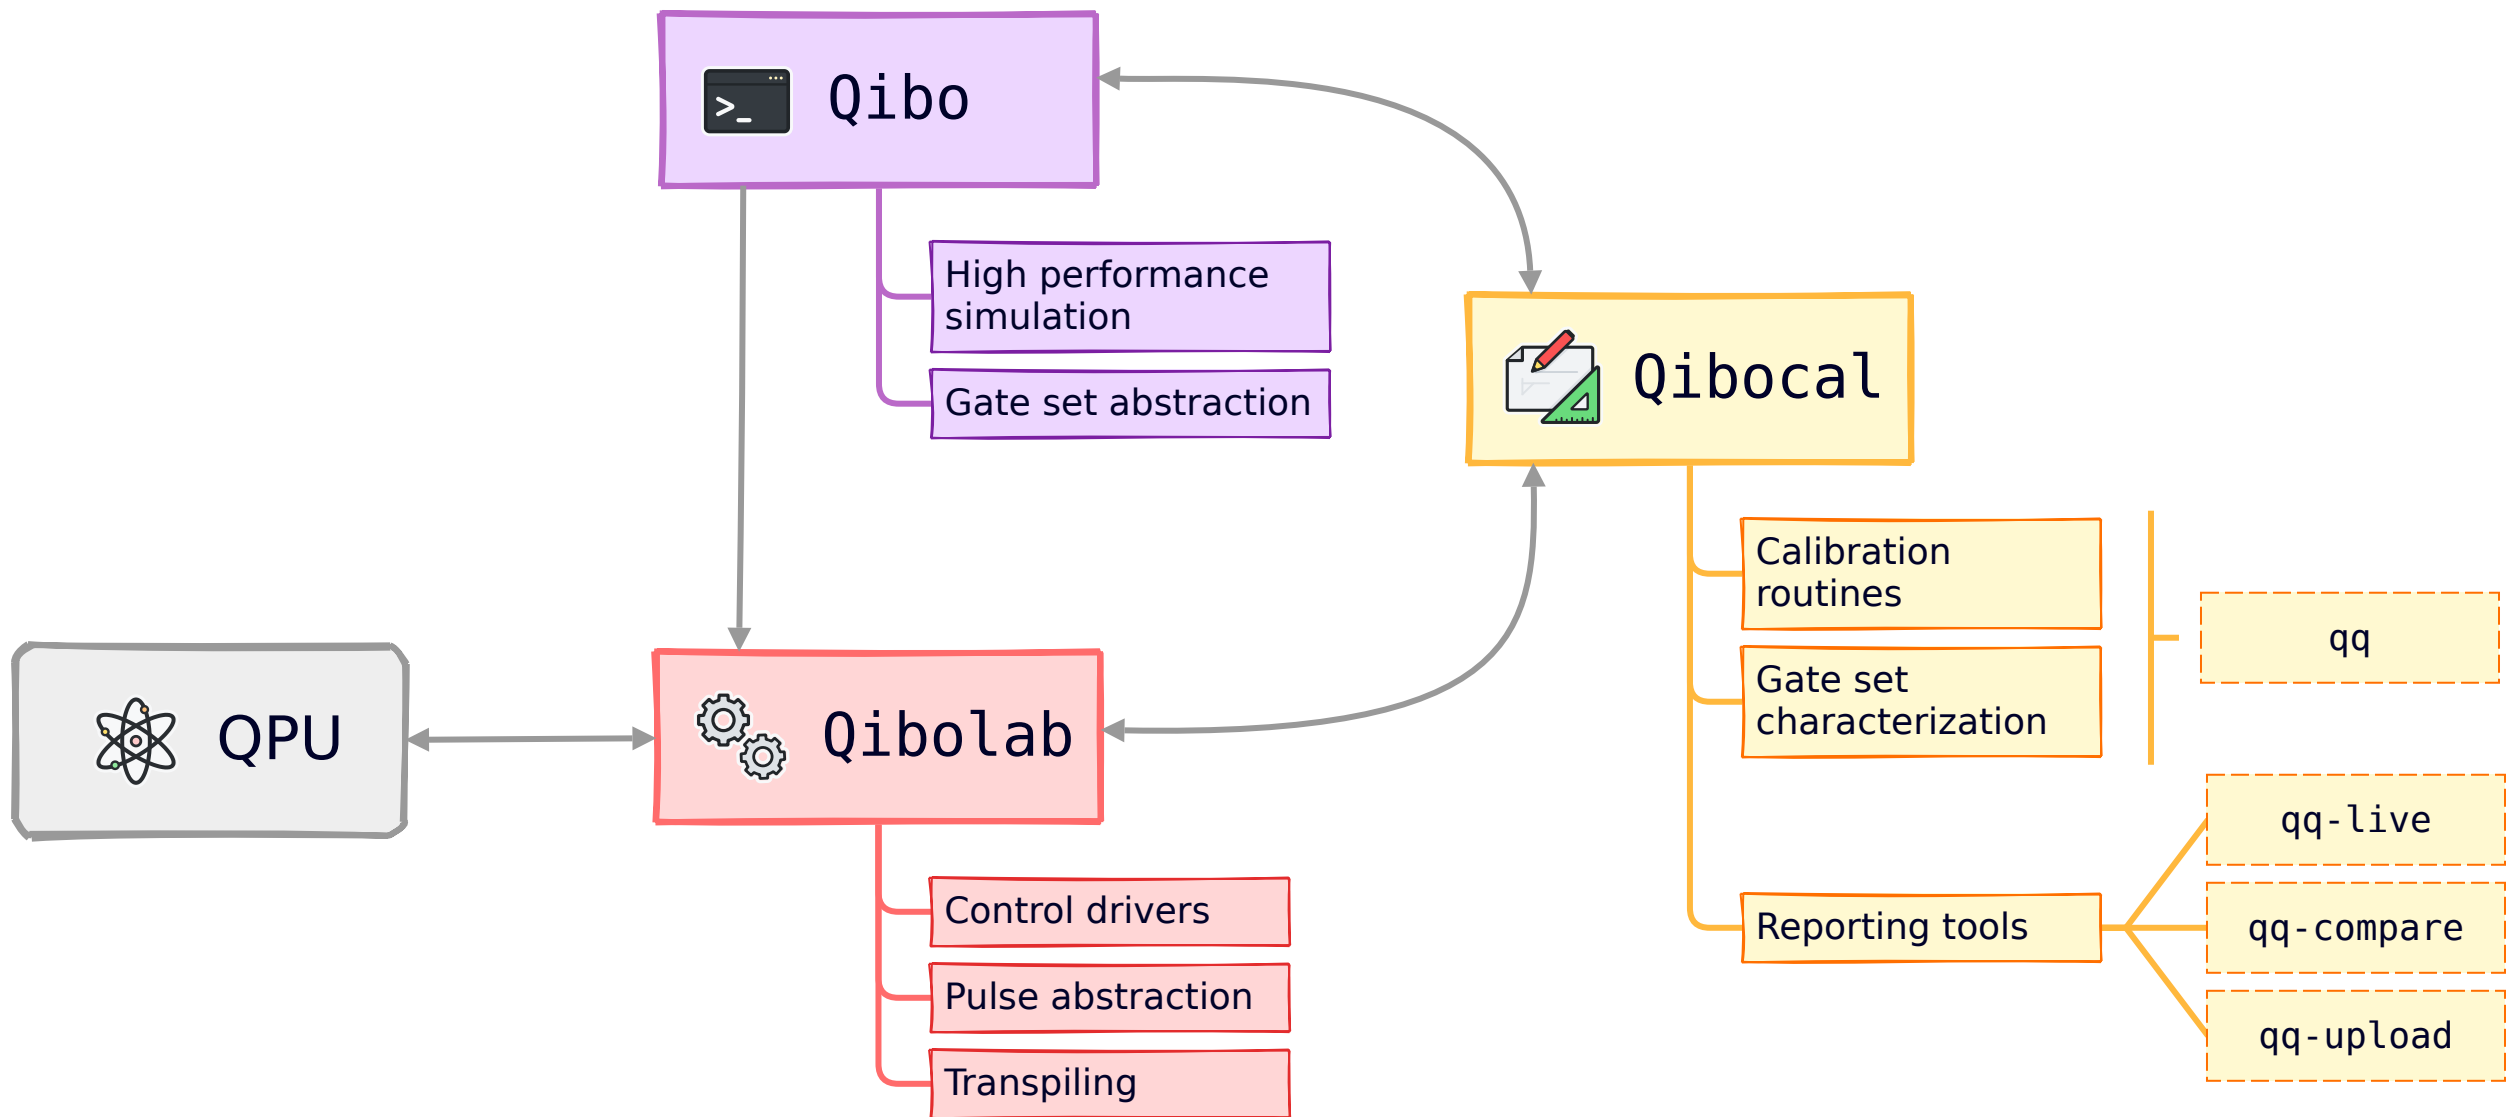 >_ Qibo
High performance
simulation
Gate set abstraction
Qibocal
Calibration
routines
Gate set
characterization
qq
Reporting tools
qq-live
qq-compare
qq-upload
QPU
Qibolab
Control drivers
Pulse abstraction
Transpiling